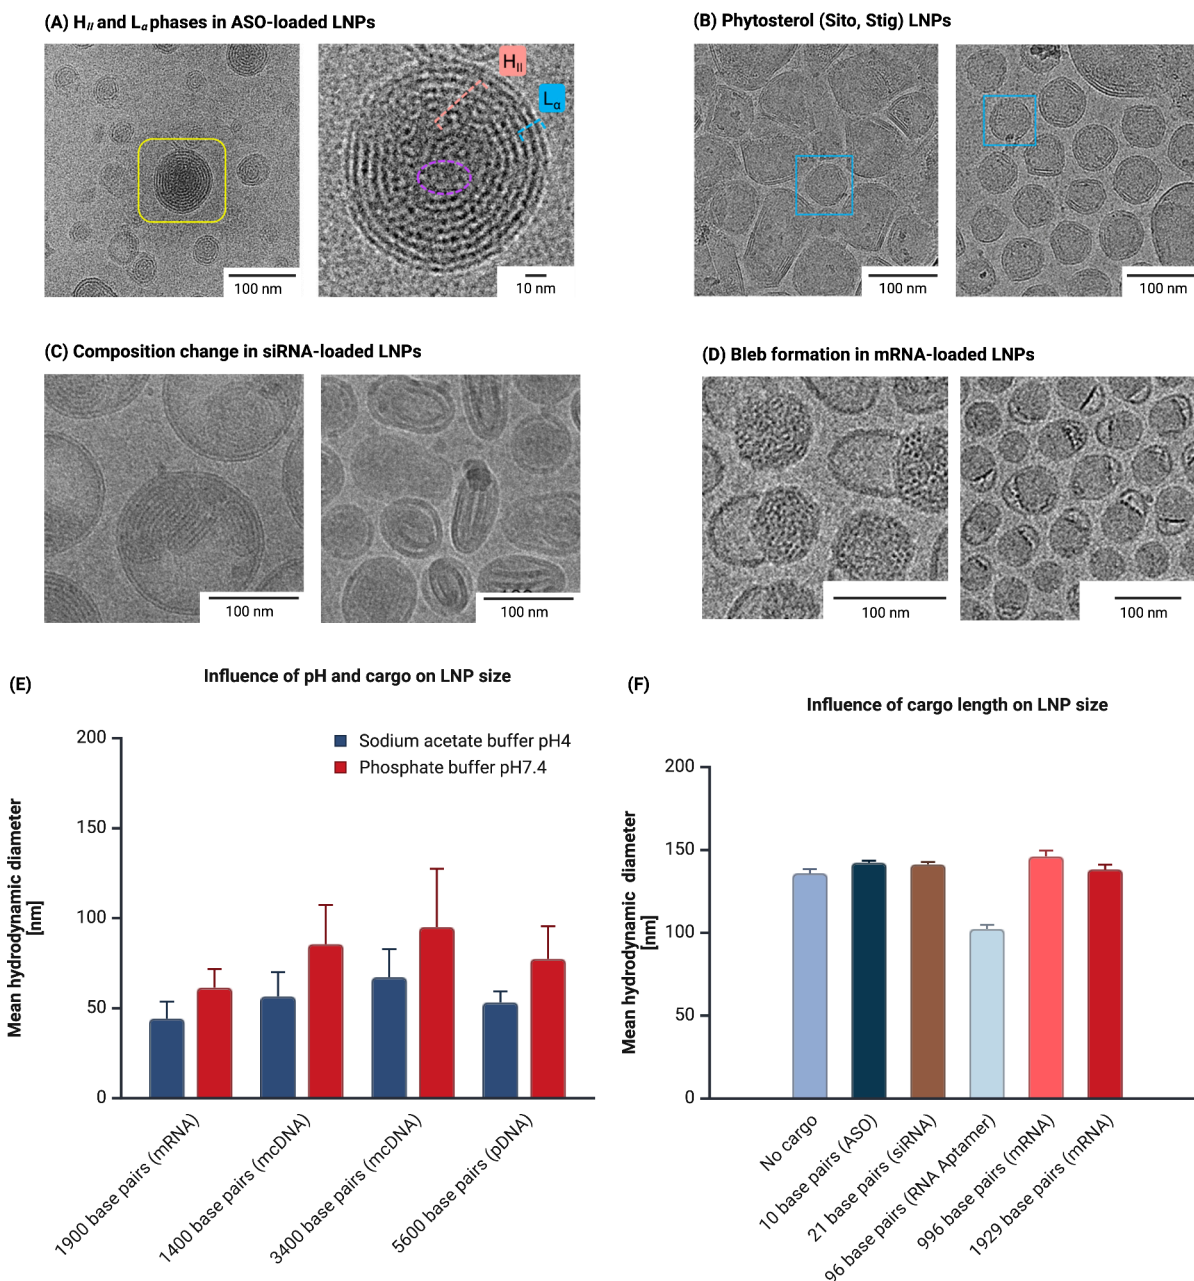 (A) HII and Lα phases in ASO-loaded LNPs
(B) Phytosterol (Sito, Stig) LNPs
HII
Lα
100 nm
10 nm
100 nm
100 nm
(C) Composition change in siRNA-loaded LNPs
(D) Bleb formation in mRNA-loaded LNPs
100 nm
100 nm
100 nm
100 nm
(E)
Influence of pH and cargo on LNP size
Sodium acetate buffer pH4
Phosphate buffer pH7.4
Mean hydrodynamic diameter
[nm]
200
150
100
50
0
1900 base pairs (mRNA)
1400 base pairs (mcDNA)
3400 base pairs (mcDNA)
5600 base pairs (pDNA)
(F)
Influence of cargo length on LNP size
Mean hydrodynamic diameter
[nm]
200
150
100
50
0
No cargo
10 base pairs (ASO)
21 base pairs (siRNA)
96 base pairs (RNA Aptamer)
996 base pairs (mRNA)
1929 base pairs (mRNA)